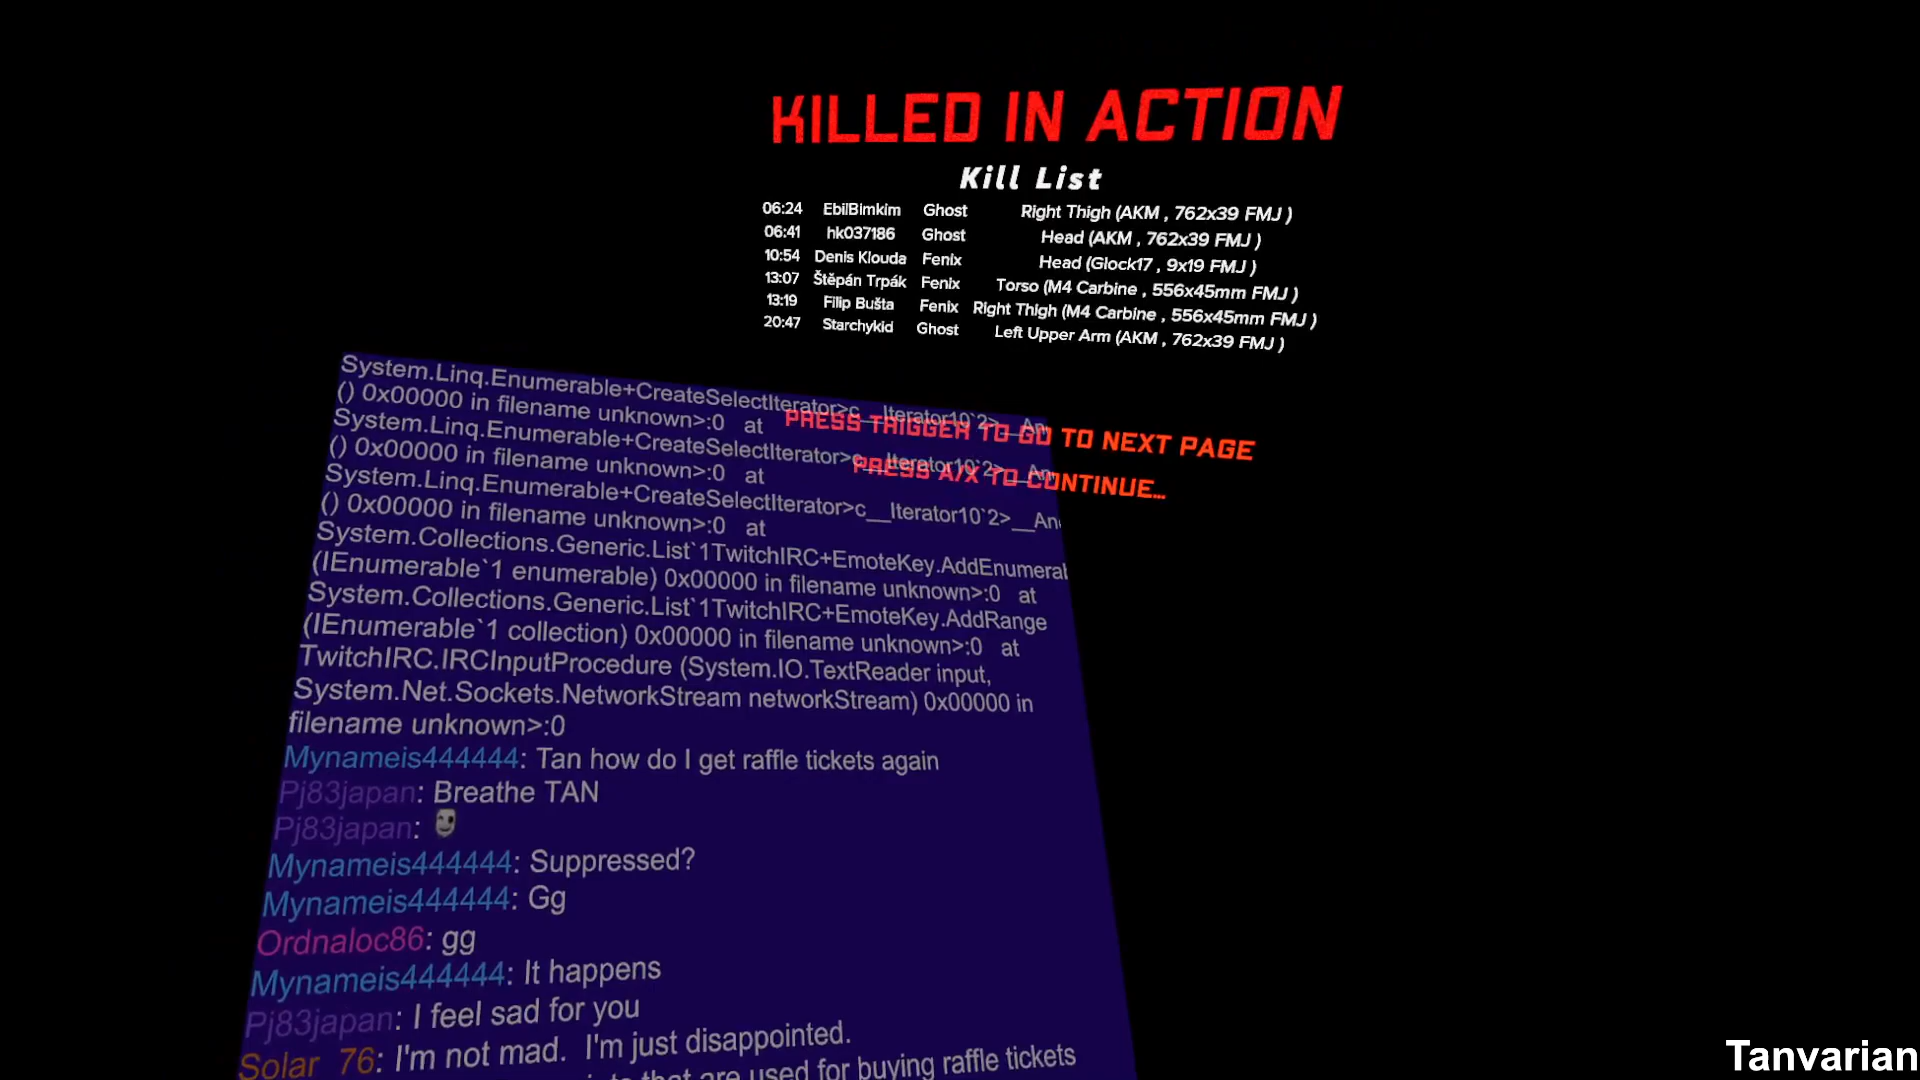 KILLED IN ACTION
Kill List
06:24 EbilBimkim Ghost Right Thigh (AKM , 762x39 FMJ )
06:41 hk037186 Ghost Head (AKM , 762x39 FMJ )
10:54 Denis Klouda Fenix Head (Glock17 , 9x19 FMJ )
13:07 Štěpán Trpák Fenix Torso (M4 Carbine , 556x45mm FMJ )
13:19 Filip Bušta Fenix Right Thigh (M4 Carbine , 556x45mm FMJ )
20:47 Starchykid Ghost Left Upper Arm (AKM , 762x39 FMJ )
PRESS TRIGGER TO GO TO NEXT PAGE
PRESS A/X TO CONTINUE...
System.Linq.Enumerable+CreateSelectIterator>c__Iterator10`2>__An
() 0x00000 in filename unknown>:0 at
System.Linq.Enumerable+CreateSelectIterator>c__Iterator10`2>__An
() 0x00000 in filename unknown>:0 at
System.Linq.Enumerable+CreateSelectIterator>c__Iterator10`2>__An
() 0x00000 in filename unknown>:0 at
System.Collections.Generic.List`1TwitchIRC+EmoteKey.AddEnumera
(IEnumerable`1 enumerable) 0x00000 in filename unknown>:0 at
System.Collections.Generic.List`1TwitchIRC+EmoteKey.AddRange
(IEnumerable`1 collection) 0x00000 in filename unknown>:0 at
TwitchIRC.IRCInputProcedure (System.IO.TextReader input,
System.Net.Sockets.NetworkStream networkStream) 0x00000 in
filename unknown>:0
Mynameis444444: Tan how do I get raffle tickets again
Pj83japan: Breathe TAN
Pj83japan:
Mynameis444444: Suppressed?
Mynameis444444: Gg
Ordnaloc86: gg
Mynameis444444: It happens
Pj83japan: I feel sad for you
Solar_76: I'm not mad. I'm just disappointed.
that are used for buying raffle tickets
Tanvarian